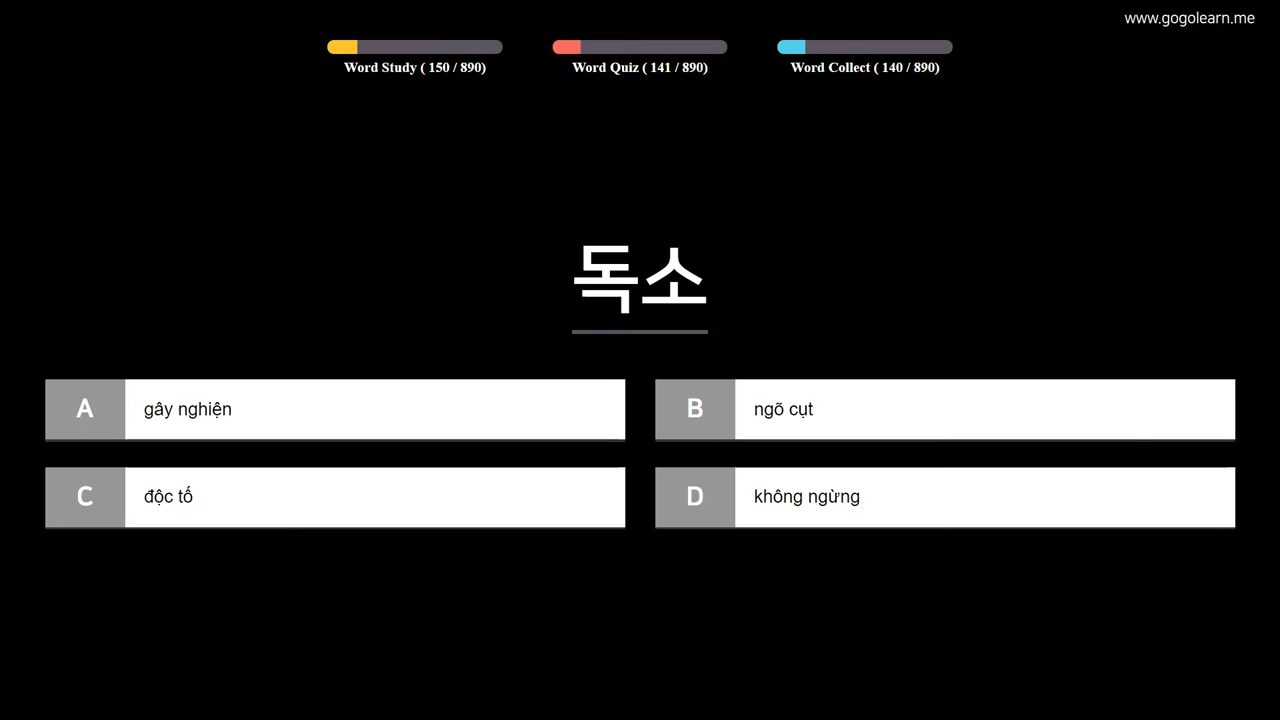 www.gogolearn.me
Word Study ( 150 / 890)
Word Quiz ( 141 / 890)
Word Collect ( 140 / 890)
독소
A gây nghiện
B ngõ cụt
C độc tố
D không ngừng